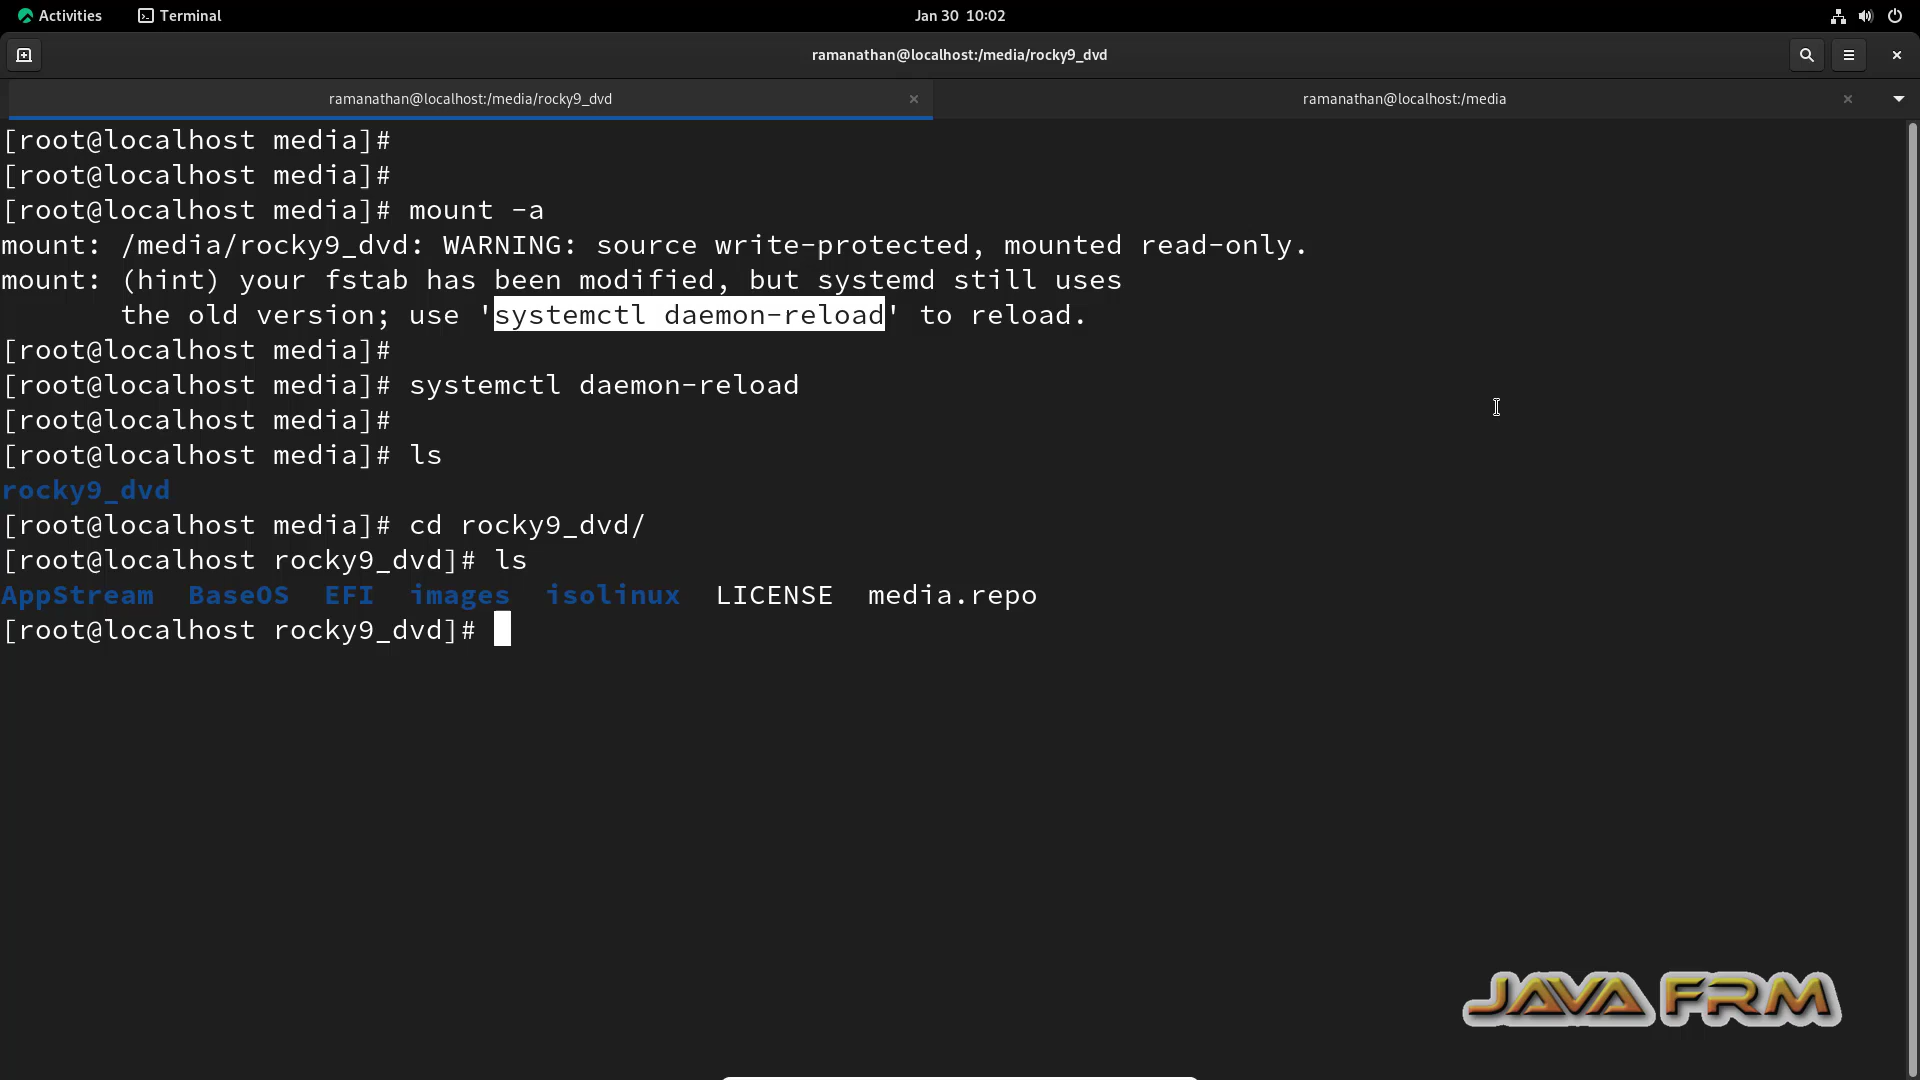 Activities Terminal Jan 30 10:02
ramanathan@localhost:/media/rocky9_dvd
ramanathan@localhost:/media/rocky9_dvd × ramanathan@localhost:/media ×
[root@localhost media]#
[root@localhost media]#
[root@localhost media]# mount -a
mount: /media/rocky9_dvd: WARNING: source write-protected, mounted read-only.
mount: (hint) your fstab has been modified, but systemd still uses
       the old version; use 'systemctl daemon-reload' to reload.
[root@localhost media]#
[root@localhost media]# systemctl daemon-reload
[root@localhost media]#
[root@localhost media]# ls
rocky9_dvd
[root@localhost media]# cd rocky9_dvd/
[root@localhost rocky9_dvd]# ls
AppStream  BaseOS  EFI  images  isolinux  LICENSE  media.repo
[root@localhost rocky9_dvd]#
JAVA FRM